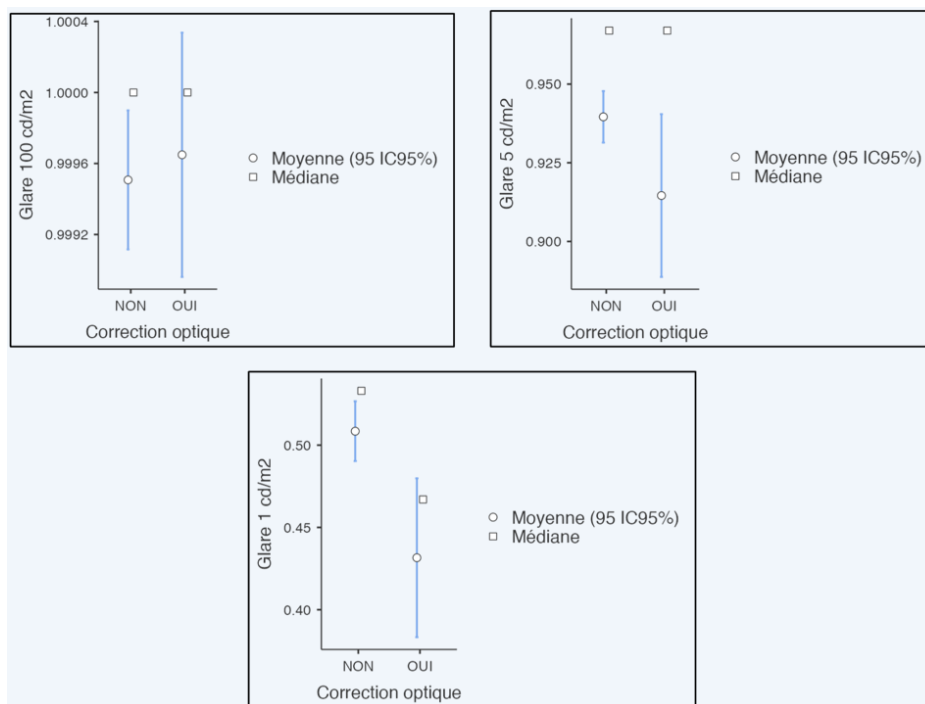 1.0004
1.0000
0.9996
0.9992
Glare 100 cd/m2
NON OUI
Correction optique
Moyenne (95 IC95%)
Médiane
0.950
0.925
0.900
Glare 5 cd/m2
NON OUI
Correction optique
Moyenne (95 IC95%)
Médiane
0.50
0.45
0.40
Glare 1 cd/m2
NON OUI
Correction optique
Moyenne (95 IC95%)
Médiane